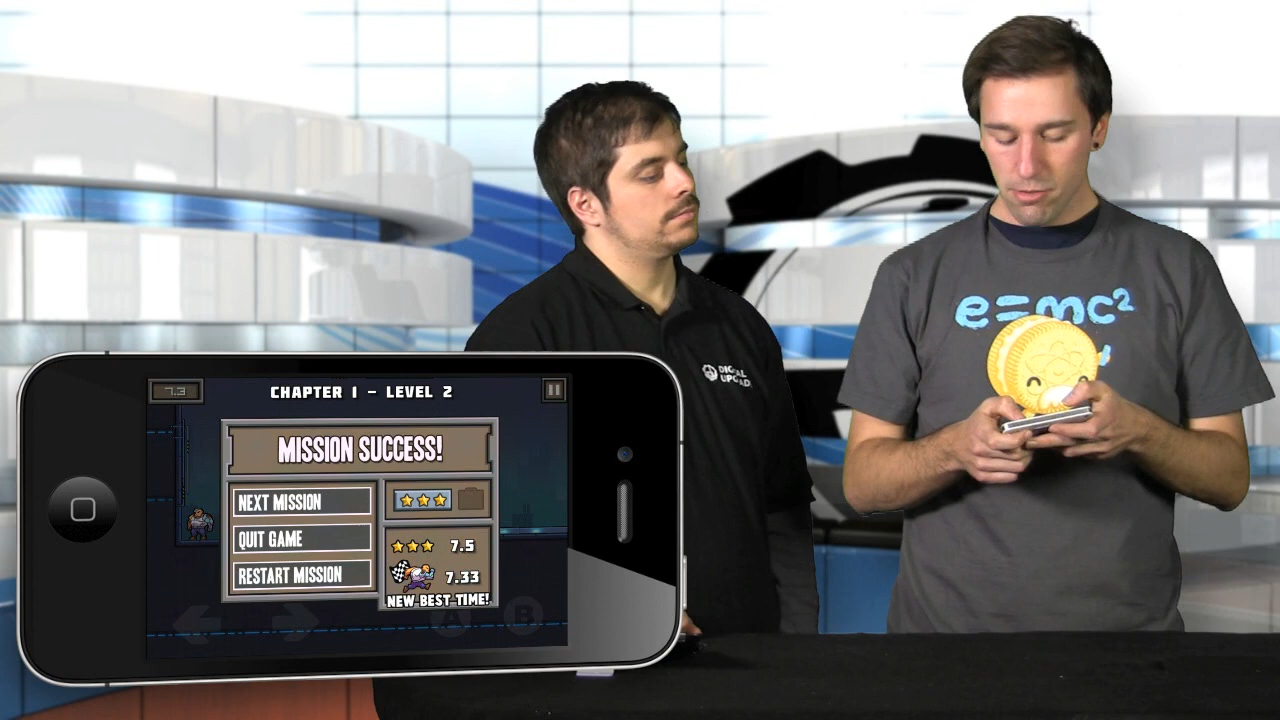 7.3
CHAPTER 1 - LEVEL 2
MISSION SUCCESS!
NEXT MISSION
QUIT GAME
RESTART MISSION
7.5
7.33
NEW BEST TIME!
A
B
DIGITAL
e=mc²